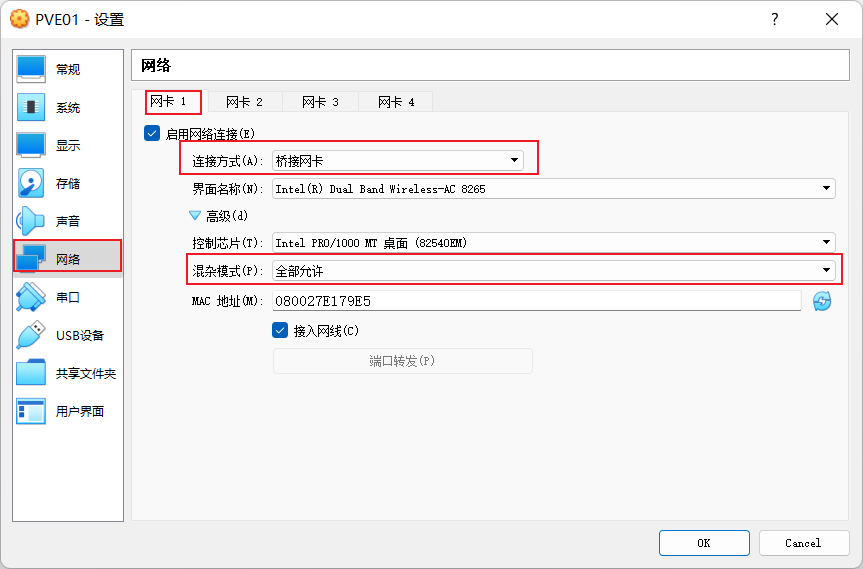 PVE01 - 设置
?
常规
系统
显示
存储
声音
网络
串口
USB设备
共享文件夹
用户界面
网络
网卡 1 网卡 2 网卡 3 网卡 4
启用网络连接(E)
连接方式(A): 桥接网卡
界面名称(N): Intel(R) Dual Band Wireless-AC 8265
高级(d)
控制芯片(T): Intel PRO/1000 MT 桌面 (82540EM)
混杂模式(P): 全部允许
MAC 地址(M): 080027E179E5
接入网线(C)
端口转发(P)
OK Cancel